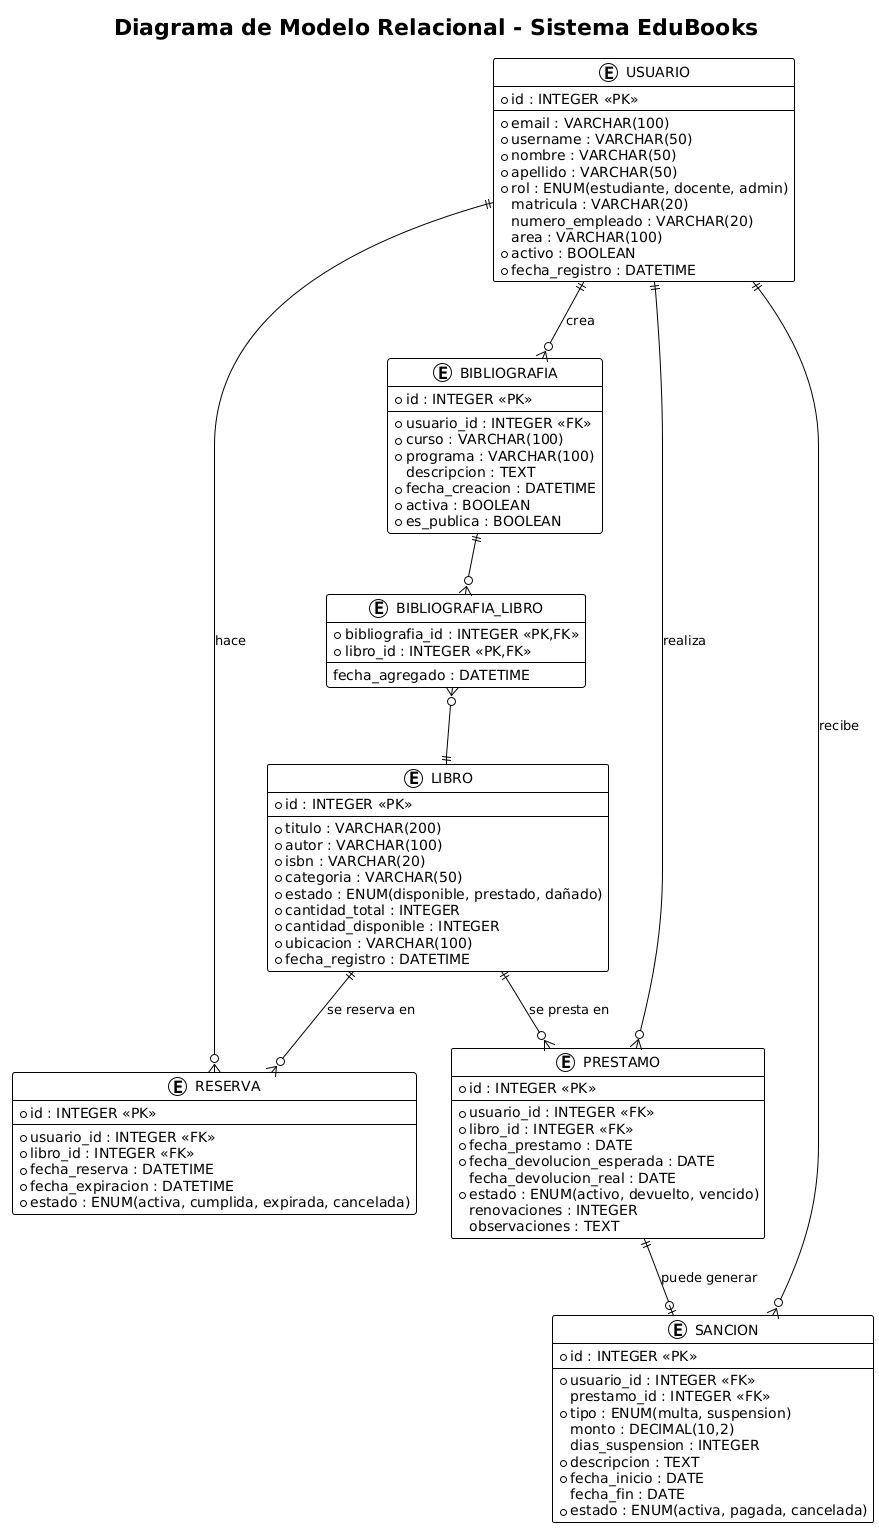 Diagrama de Modelo Relacional - Sistema EduBooks
E USUARIO
id : INTEGER «PK»
email : VARCHAR(100)
username : VARCHAR(50)
nombre : VARCHAR(50)
apellido : VARCHAR(50)
rol : ENUM(estudiante, docente, admin)
matricula : VARCHAR(20)
numero_empleado : VARCHAR(20)
area : VARCHAR(100)
activo : BOOLEAN
fecha_registro : DATETIME
crea
E BIBLIOGRAFIA
id : INTEGER «PK»
usuario_id : INTEGER «FK»
curso : VARCHAR(100)
programa : VARCHAR(100)
descripcion : TEXT
fecha_creacion : DATETIME
activa : BOOLEAN
es_publica : BOOLEAN
E BIBLIOGRAFIA_LIBRO
bibliografia_id : INTEGER «PK,FK»
libro_id : INTEGER «PK,FK»
fecha_agregado : DATETIME
hace
realiza
recibe
E LIBRO
id : INTEGER «PK»
titulo : VARCHAR(200)
autor : VARCHAR(100)
isbn : VARCHAR(20)
categoria : VARCHAR(50)
estado : ENUM(disponible, prestado, dañado)
cantidad_total : INTEGER
cantidad_disponible : INTEGER
ubicacion : VARCHAR(100)
fecha_registro : DATETIME
se reserva en
se presta en
E RESERVA
id : INTEGER «PK»
usuario_id : INTEGER «FK»
libro_id : INTEGER «FK»
fecha_reserva : DATETIME
fecha_expiracion : DATETIME
estado : ENUM(activa, cumplida, expirada, cancelada)
E PRESTAMO
id : INTEGER «PK»
usuario_id : INTEGER «FK»
libro_id : INTEGER «FK»
fecha_prestamo : DATE
fecha_devolucion_esperada : DATE
fecha_devolucion_real : DATE
estado : ENUM(activo, devuelto, vencido)
renovaciones : INTEGER
observaciones : TEXT
puede generar
E SANCION
id : INTEGER «PK»
usuario_id : INTEGER «FK»
prestamo_id : INTEGER «FK»
tipo : ENUM(multa, suspension)
monto : DECIMAL(10,2)
dias_suspension : INTEGER
descripcion : TEXT
fecha_inicio : DATE
fecha_fin : DATE
estado : ENUM(activa, pagada, cancelada)